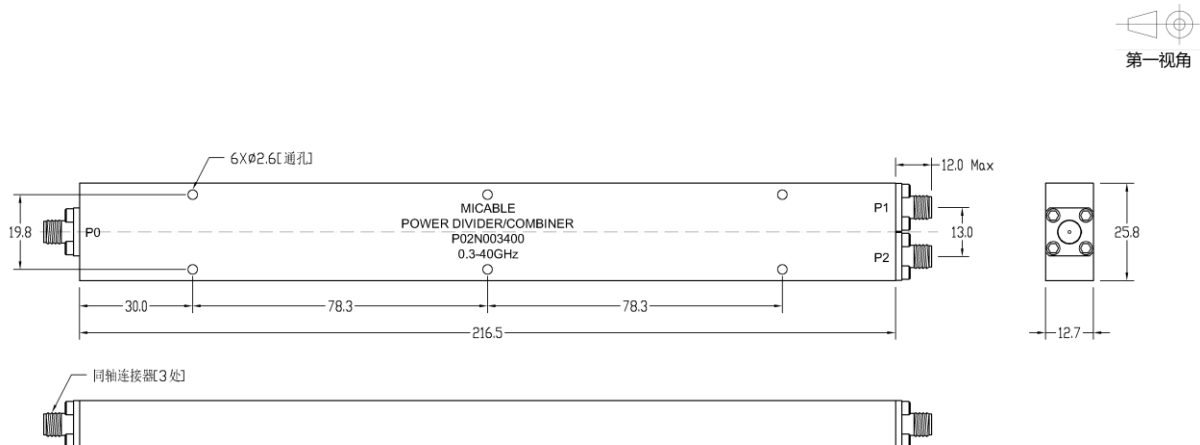 第一视角
6XØ2.6[通孔]
12.0 Max
MICABLE
POWER DIVIDER/COMBINER
P02N003400
0.3-40GHz
P0
P1
P2
19.8
13.0
25.8
30.0
78.3
78.3
216.5
12.7
同轴连接器[3处]